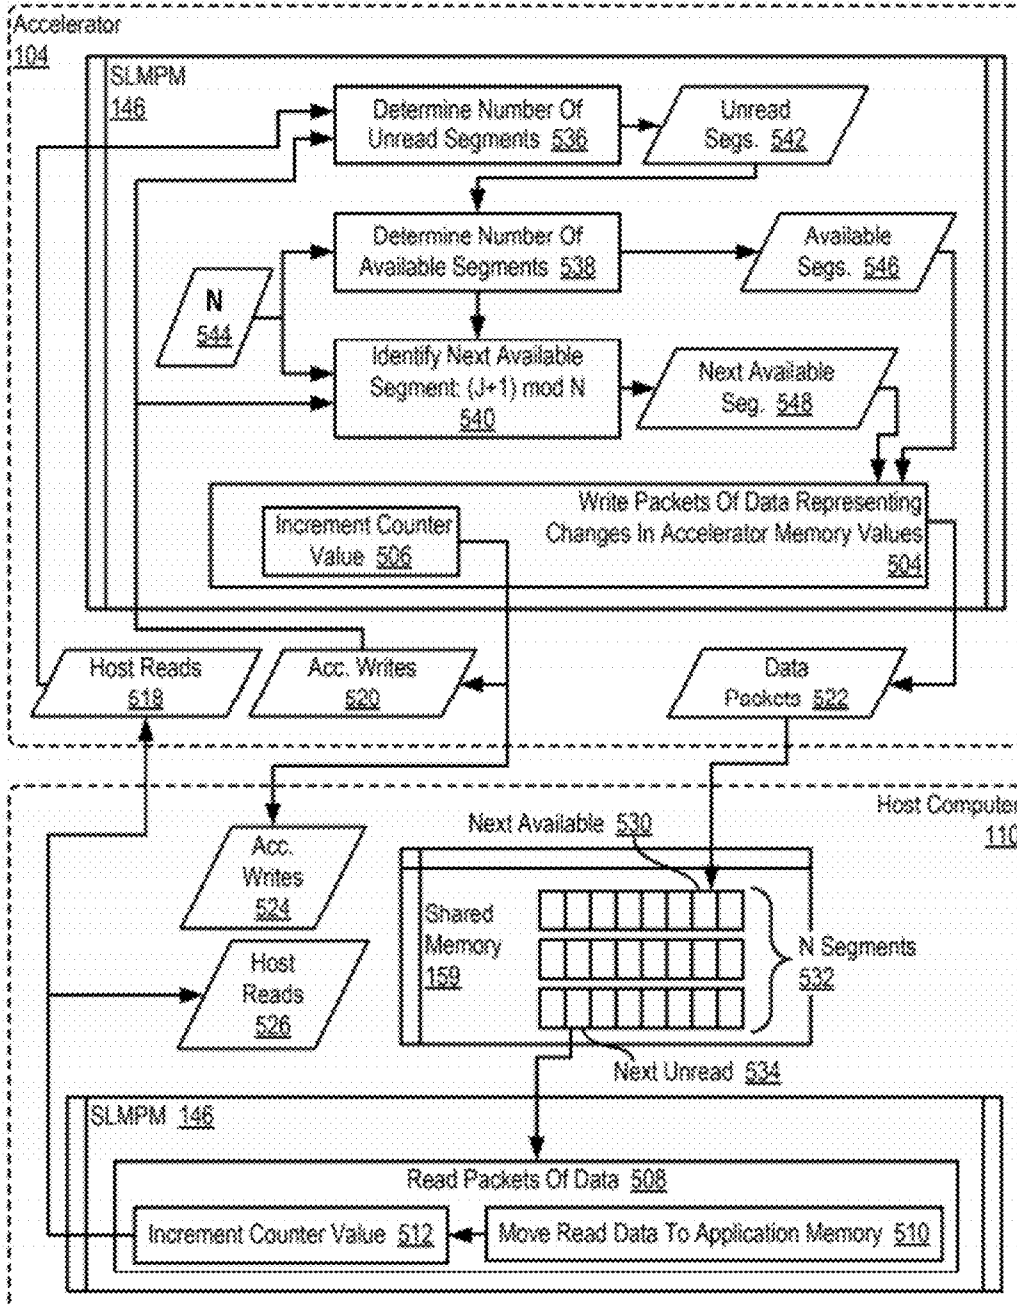 Accelerator
104
SLMPM
146
Determine Number Of
Unread Segments 536
Unread
Segs. 542
Determine Number Of
Available Segments 538
Available
Segs. 546
N
544
Identify Next Available
Segment: (J+1) mod N
540
Next Available
Seg. 548
Write Packets Of Data Representing
Changes In Accelerator Memory Values
504
Increment Counter
Value 506
Host Reads
518
Acc. Writes
520
Data
Packets 522
Host Computer
110
Next Available 530
Acc.
Writes
524
Shared
Memory
159
N Segments
532
Host
Reads
526
Next Unread 534
SLMPM 146
Read Packets Of Data 508
Increment Counter Value 512
Move Read Data To Application Memory 510